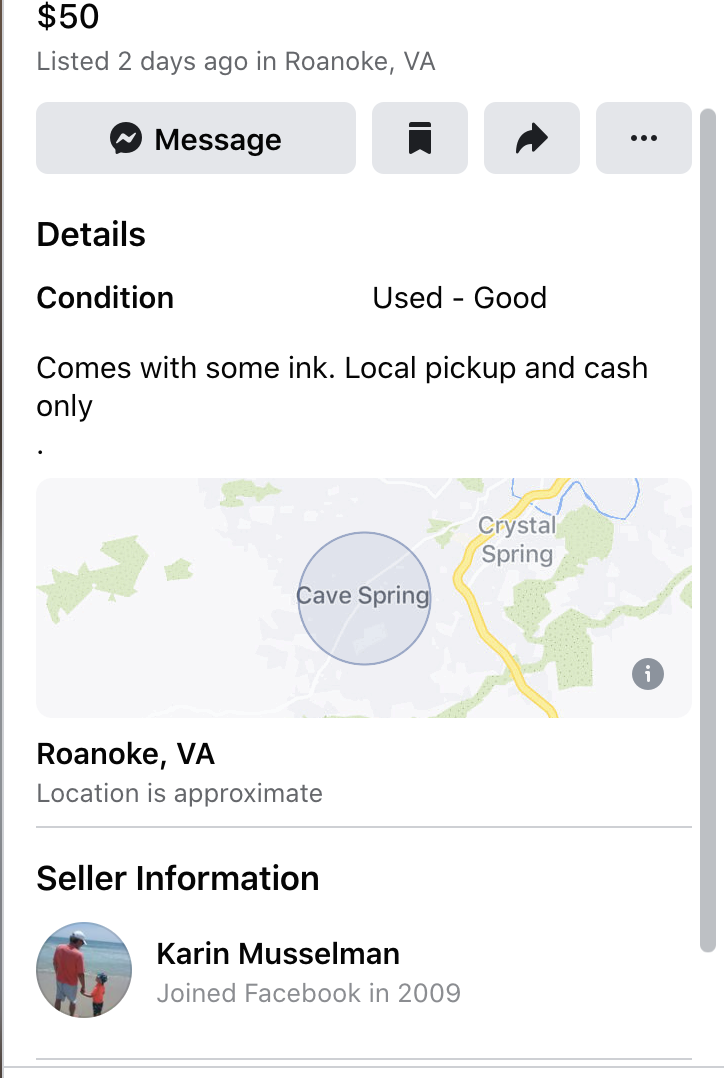 $50
Listed 2 days ago in Roanoke, VA
Message
Details
Condition Used - Good
Comes with some ink. Local pickup and cash
only
.
Crystal
Spring
Cave Spring
Roanoke, VA
Location is approximate
Seller Information
Karin Musselman
Joined Facebook in 2009